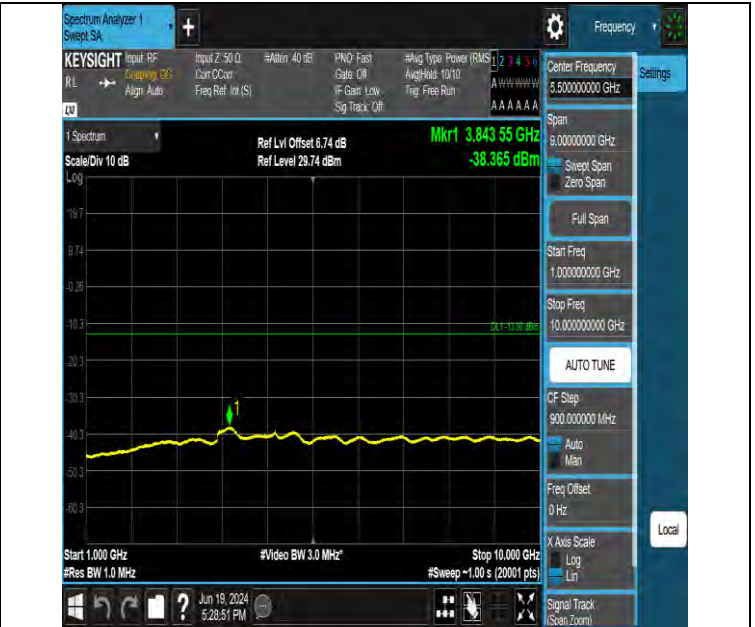 Spectrum Analyzer 1
Swept SA
+
Frequency
KEYSIGHT
RL
Input: RF
Coupling: DC
Align: Auto
Input Z: 50 Ω
Corr CCorr
Freq Ref: Int (S)
#Atten: 40 dB
PNO: Fast
Gate: Off
IF Gain: Low
Sig Track: Off
#Avg Type: Power (RMS
Avg|Hold: 10/10
Trig: Free Run
1 2 3 4 5 6
A W W W W W
A A A A A A
1 Spectrum
Scale/Div 10 dB
Ref Lvl Offset 6.74 dB
Ref Level 29.74 dBm
Mkr1 3.843 55 GHz
-38.365 dBm
Log
19.7
9.74
-0.26
-10.3
-20.3
-30.3
-40.3
-50.3
-60.3
DL1 -13.00 dBm
1
Start 1.000 GHz
#Res BW 1.0 MHz
#Video BW 3.0 MHz*
Stop 10.000 GHz
#Sweep ~1.00 s (20001 pts)
?
Jun 19, 2024
5:28:51 PM
Center Frequency
5.500000000 GHz
Settings
Span
9.00000000 GHz
Swept Span
Zero Span
Full Span
Start Freq
1.000000000 GHz
Stop Freq
10.000000000 GHz
AUTO TUNE
CF Step
900.000000 MHz
Auto
Man
Freq Offset
0 Hz
X Axis Scale
Log
Lin
Local
Signal Track
(Span Zoom)